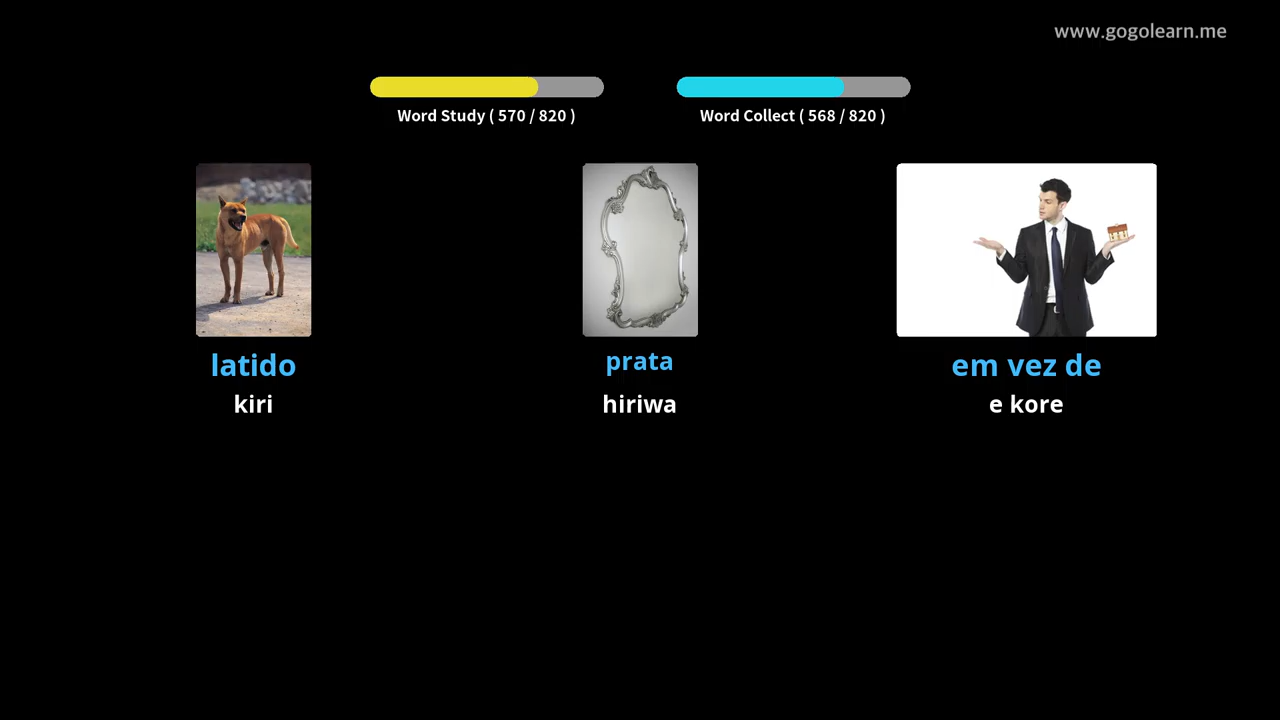 www.gogolearn.me
Word Study ( 570 / 820 )
Word Collect ( 568 / 820 )
latido
prata
em vez de
kiri
hiriwa
e kore